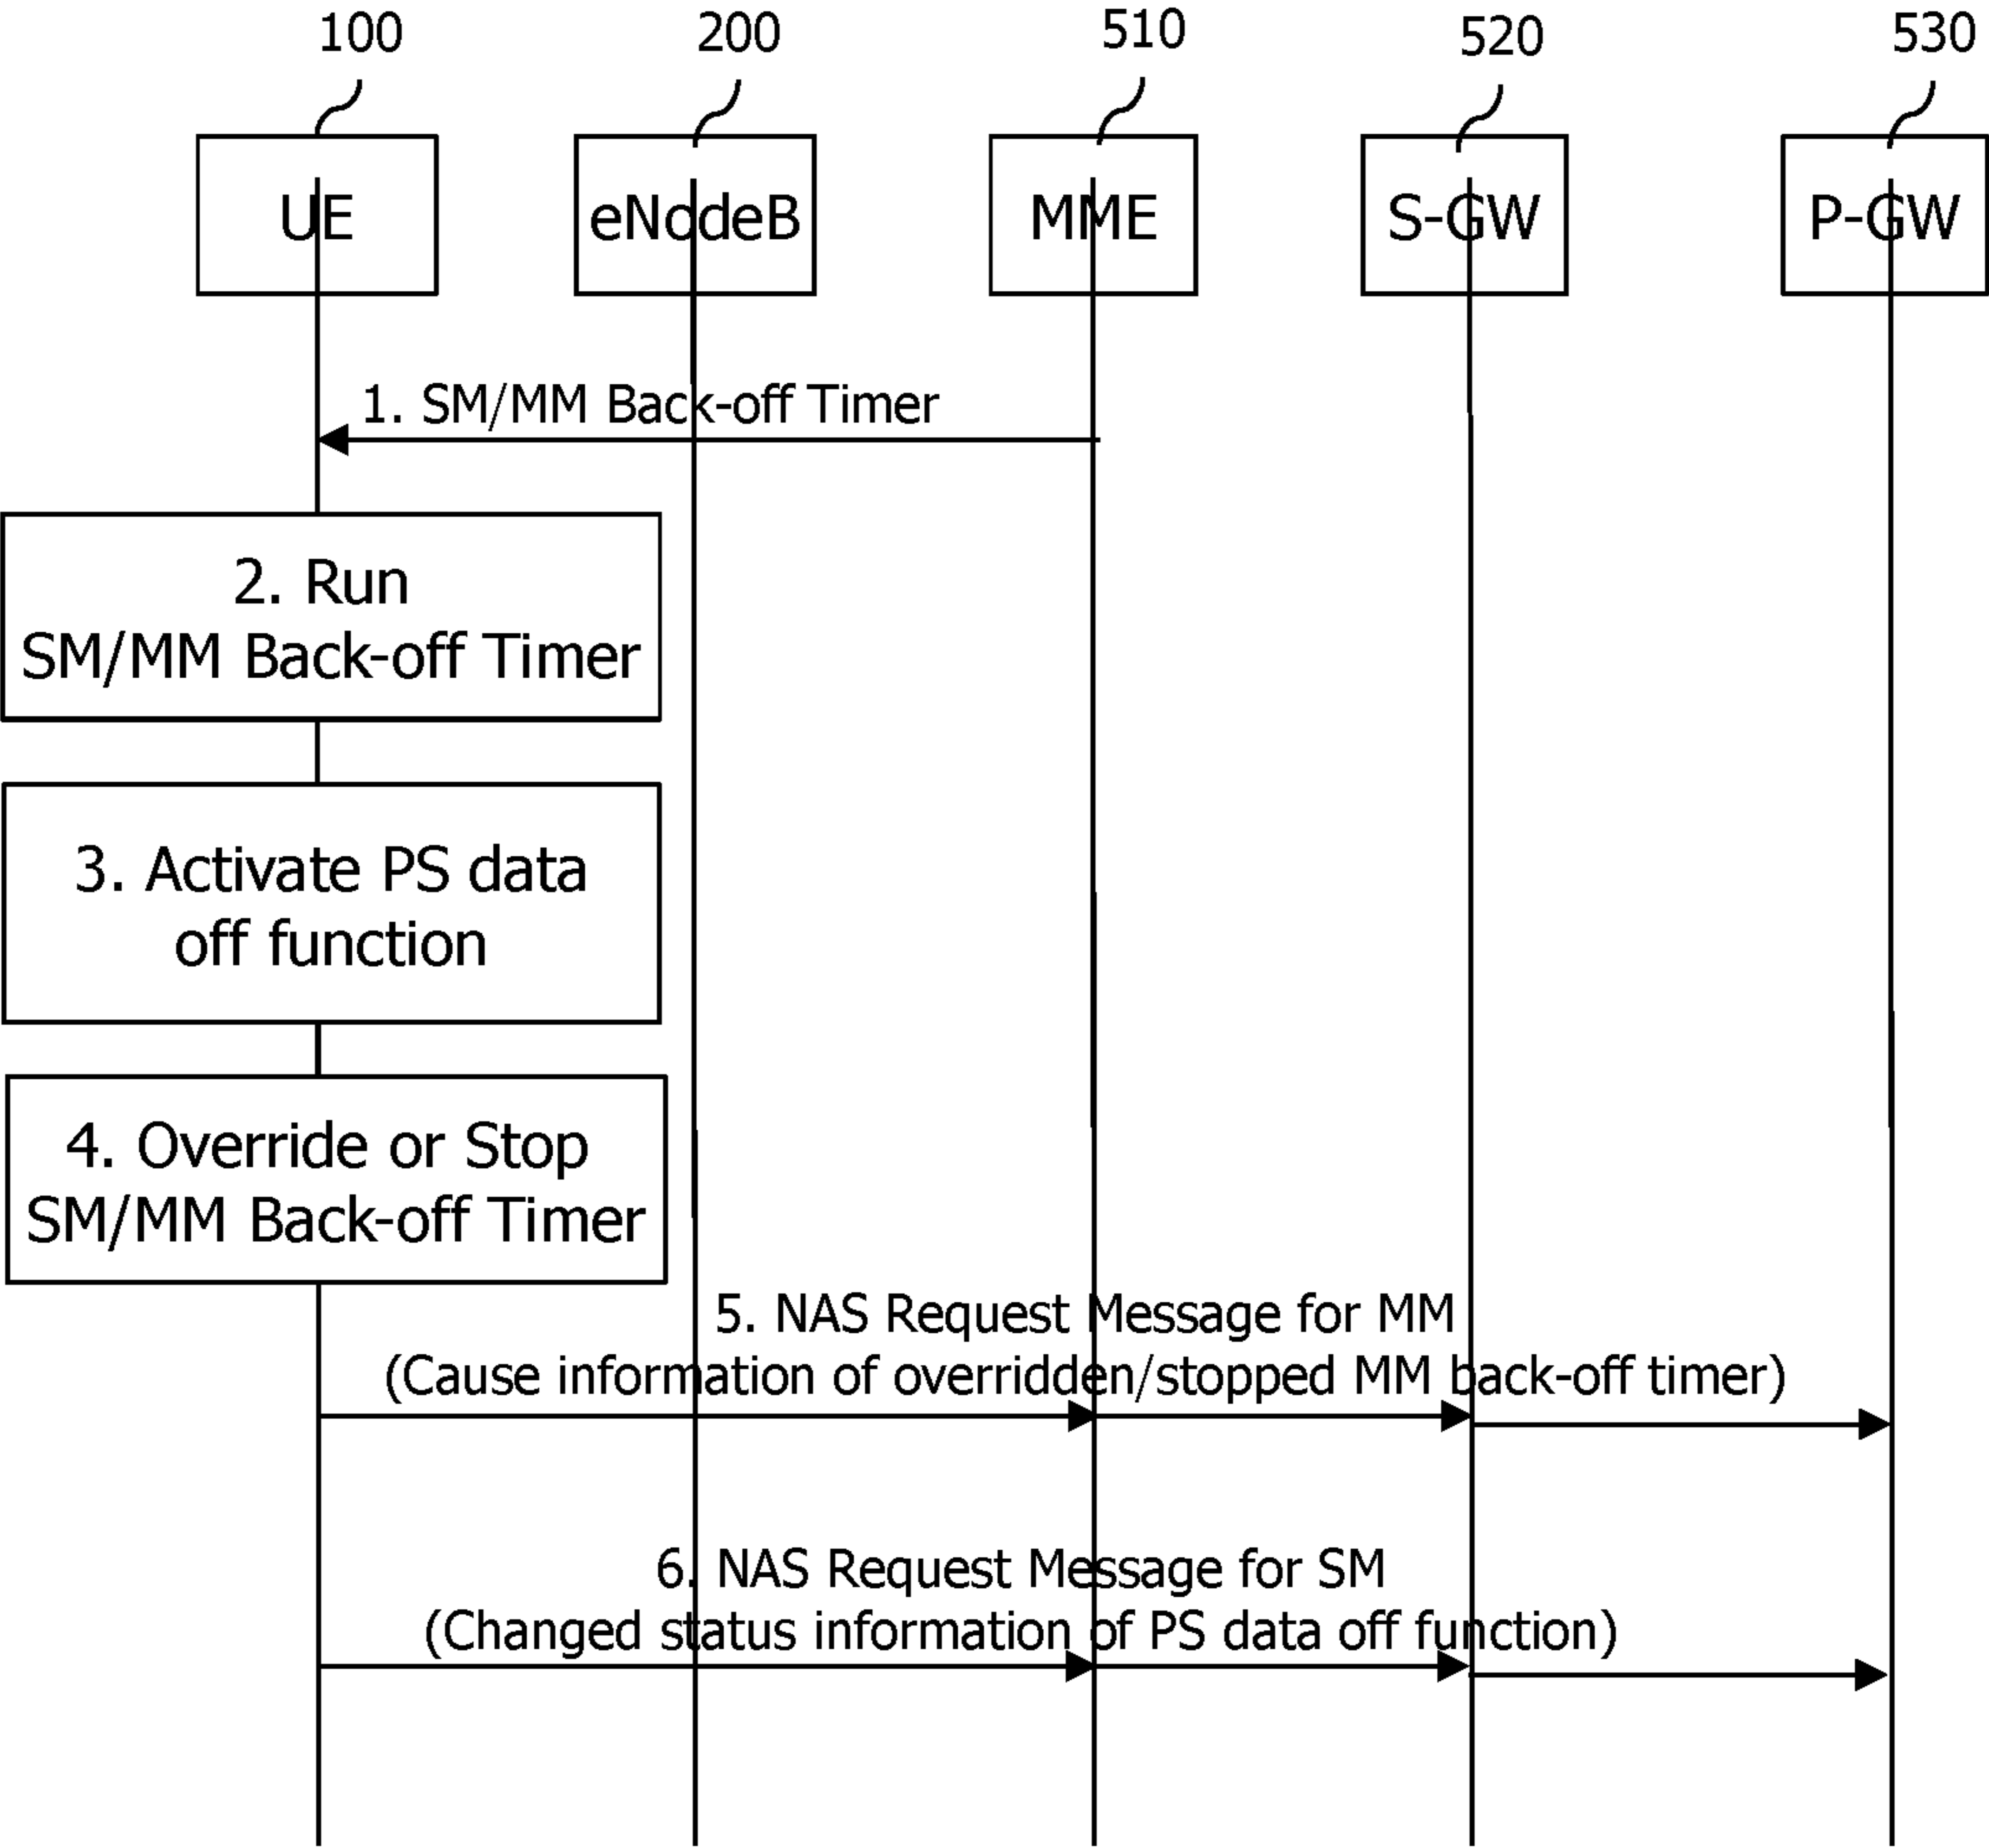 100
200
510
520
530
UE
eNodeB
MME
S-GW
P-GW
1. SM/MM Back-off Timer
2. Run
SM/MM Back-off Timer
3. Activate PS data
off function
4. Override or Stop
SM/MM Back-off Timer
5. NAS Request Message for MM
(Cause information of overridden/stopped MM back-off timer)
6. NAS Request Message for SM
(Changed status information of PS data off function)